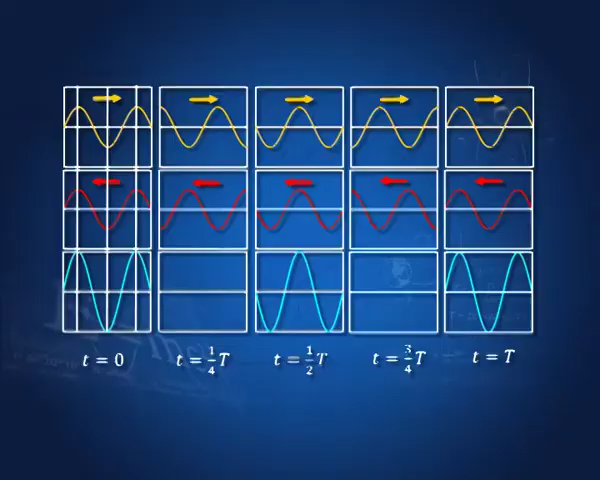 t = 0 t = 1/4 T t = 1/2 T t = 3/4 T t = T